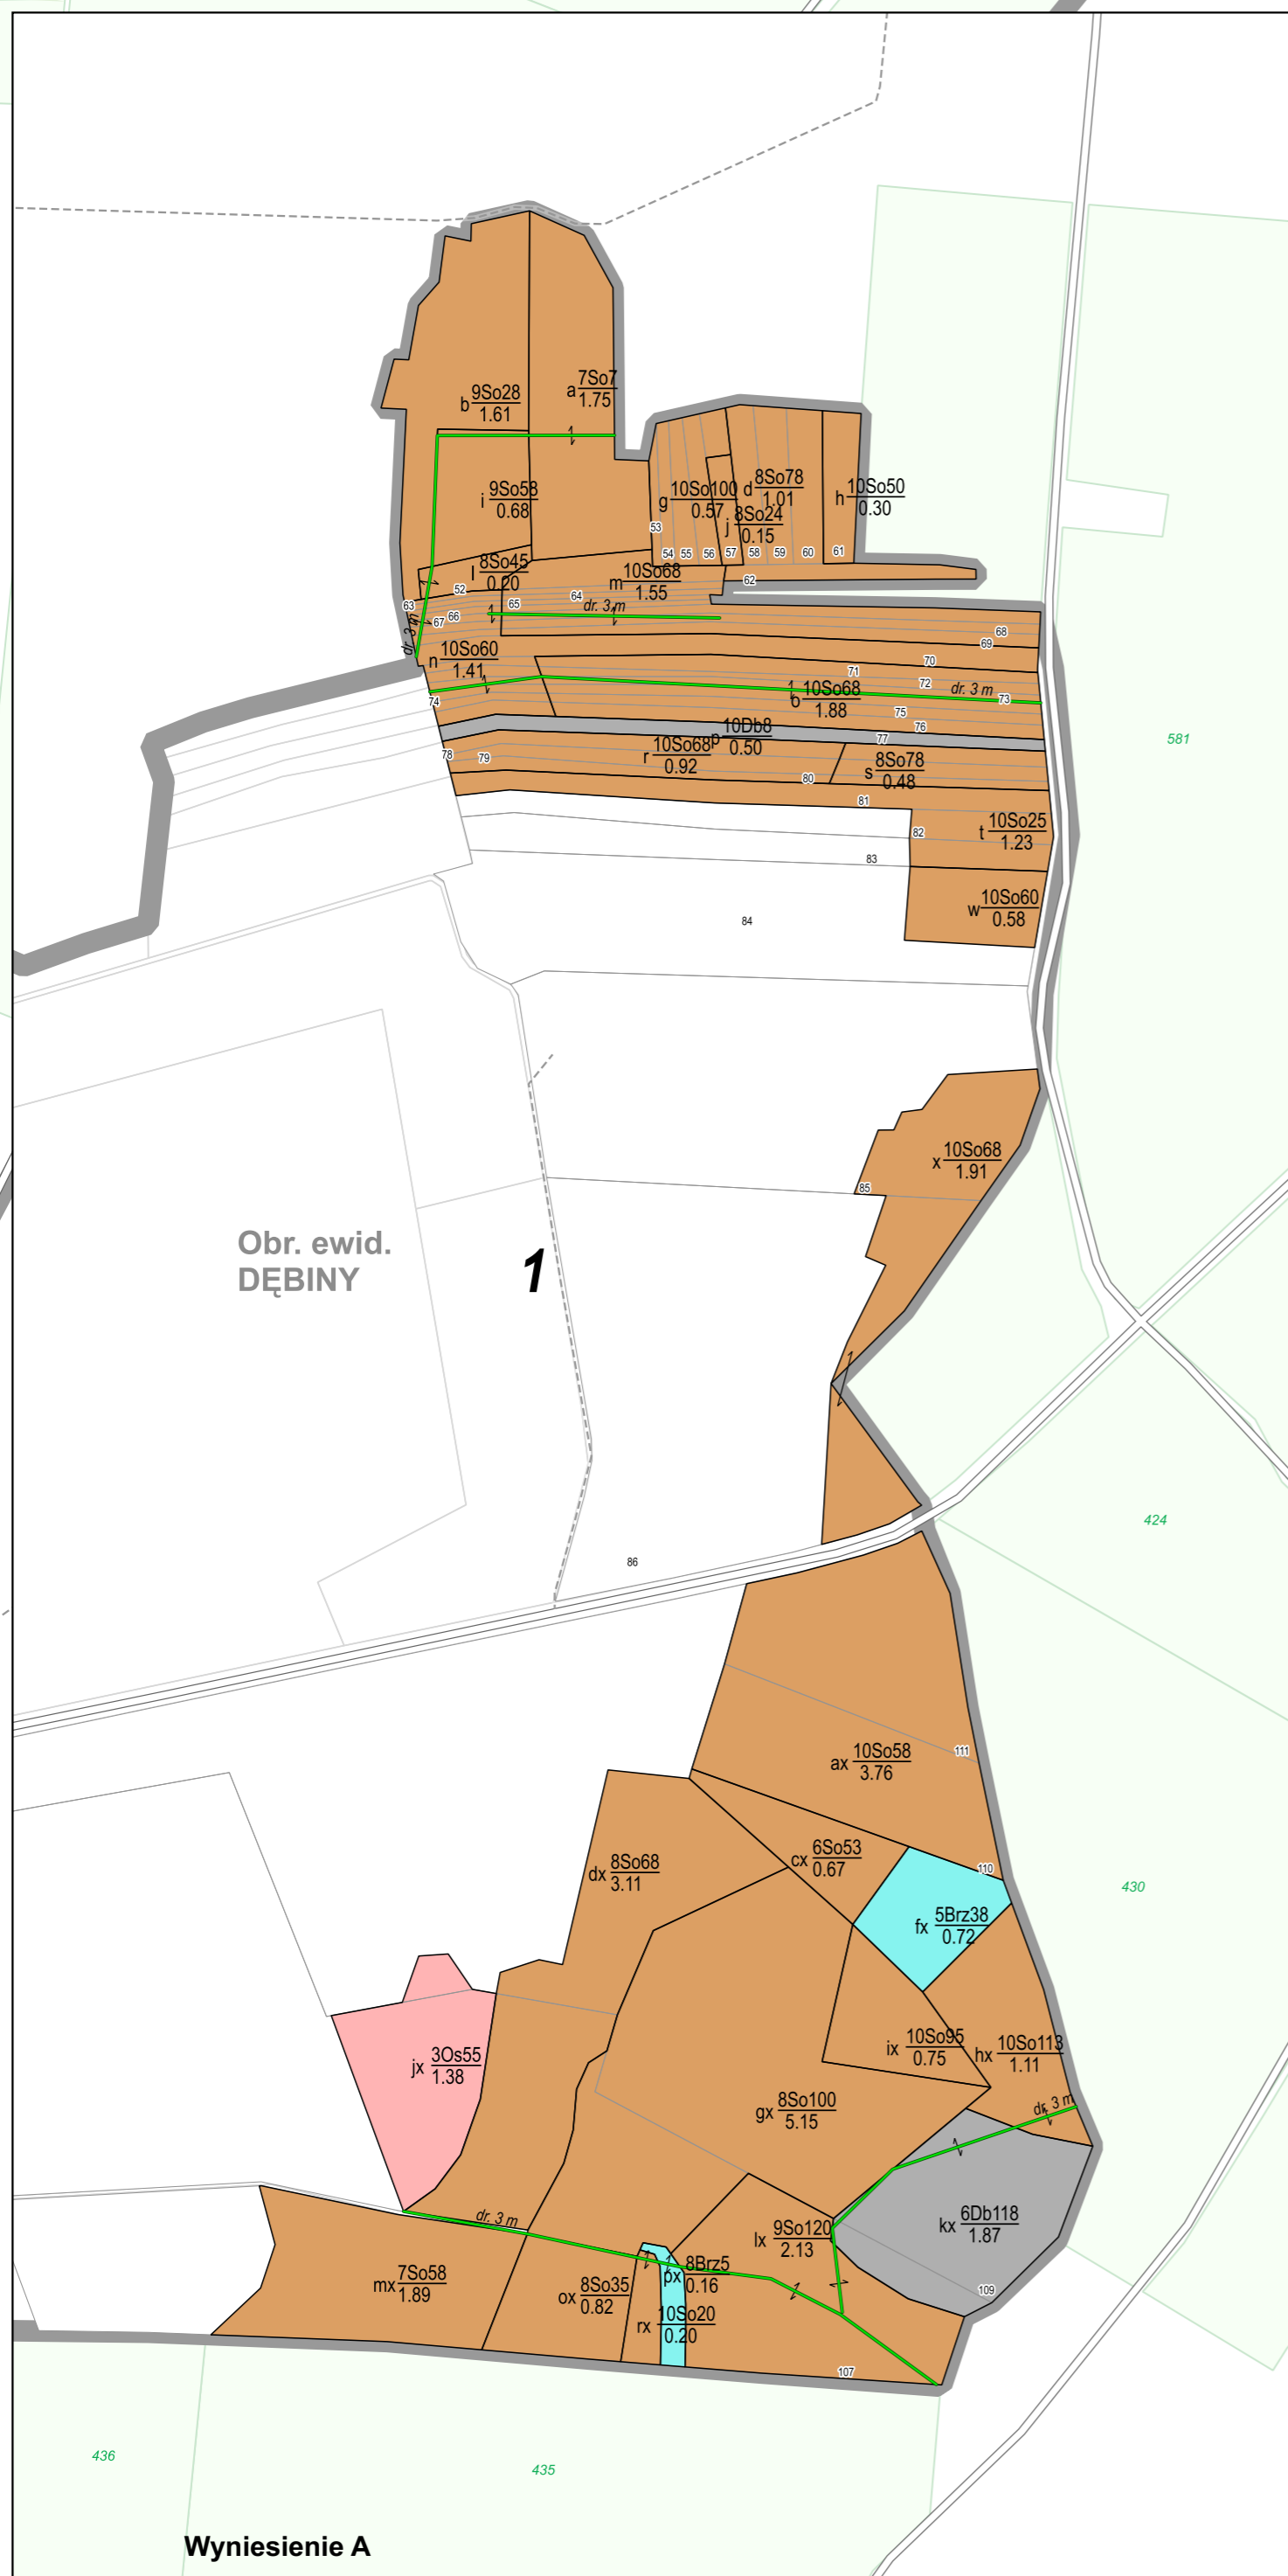 b 9So28
1.61
a 7So7
1.75
i 9So58
0.68
g 10So100
0.57
d 8So78
1.01
j 8So24
0.15
h 10So50
0.30
53
54
55
56
57
58
59
60
61
l 8So45
0.20
m 10So68
1.55
62
52
63
64
65
66
67
dr. 3 m
dr. 3 m
68
69
n 10So60
1.41
70
71
72
73
dr. 3 m
o 10So68
1.88
74
75
76
77
p 10Db8
0.50
r 10So68
0.92
s 8So78
0.48
78
79
80
81
82
83
t 10So25
1.23
w 10So60
0.58
84
581
x 10So68
1.91
85
Obr. ewid.
DĘBINY
1
86
424
ax 10So58
3.76
111
cx 6So53
0.67
110
dx 8So68
3.11
fx 5Brz38
0.72
430
ix 10So95
0.75
hx 10So113
1.11
jx 3Os55
1.38
gx 8So100
5.15
dr. 3 m
kx 6Db118
1.87
lx 9So120
2.13
dr. 3 m
mx 7So58
1.89
ox 8So35
0.82
px 8Brz5
0.16
rx 10So20
0.20
109
107
436
435
Wyniesienie A